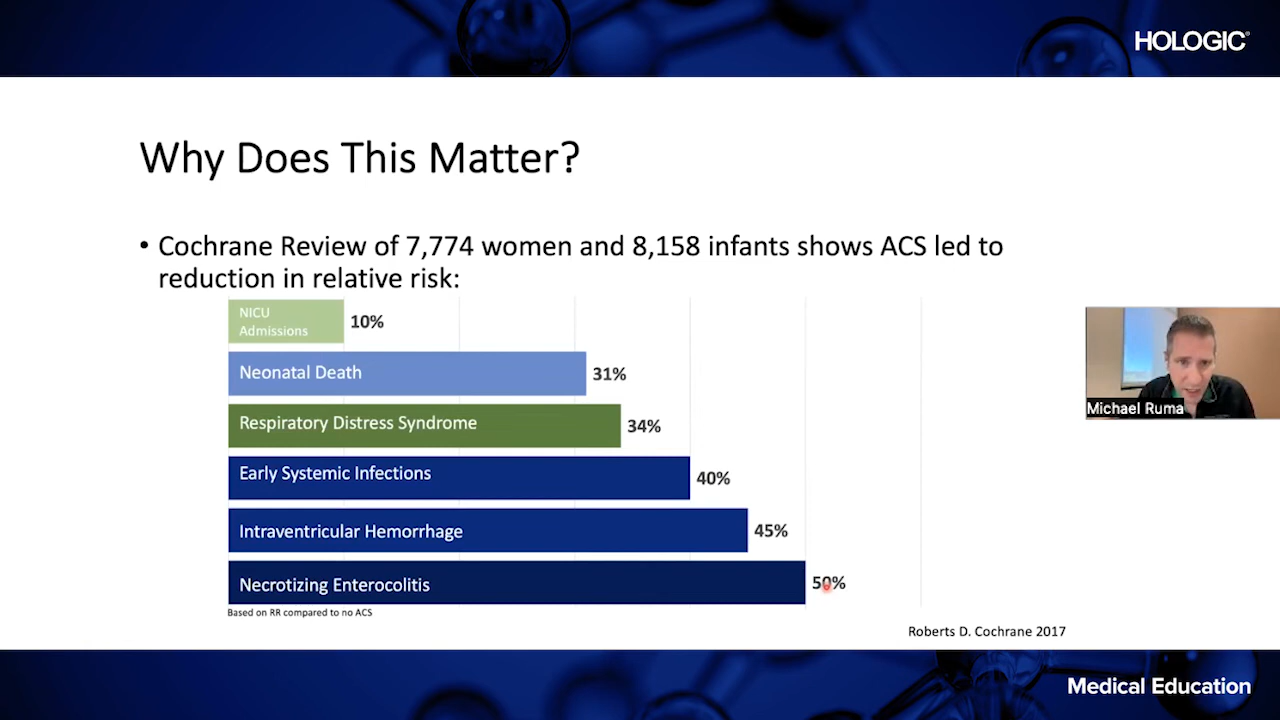 HOLOGIC®
Why Does This Matter?
• Cochrane Review of 7,774 women and 8,158 infants shows ACS led to
reduction in relative risk:
NICU
Admissions
10%
Neonatal Death
31%
Respiratory Distress Syndrome
34%
Early Systemic Infections
40%
Intraventricular Hemorrhage
45%
Necrotizing Enterocolitis
50%
Based on RR compared to no ACS
Michael Ruma
Roberts D. Cochrane 2017
Medical Education